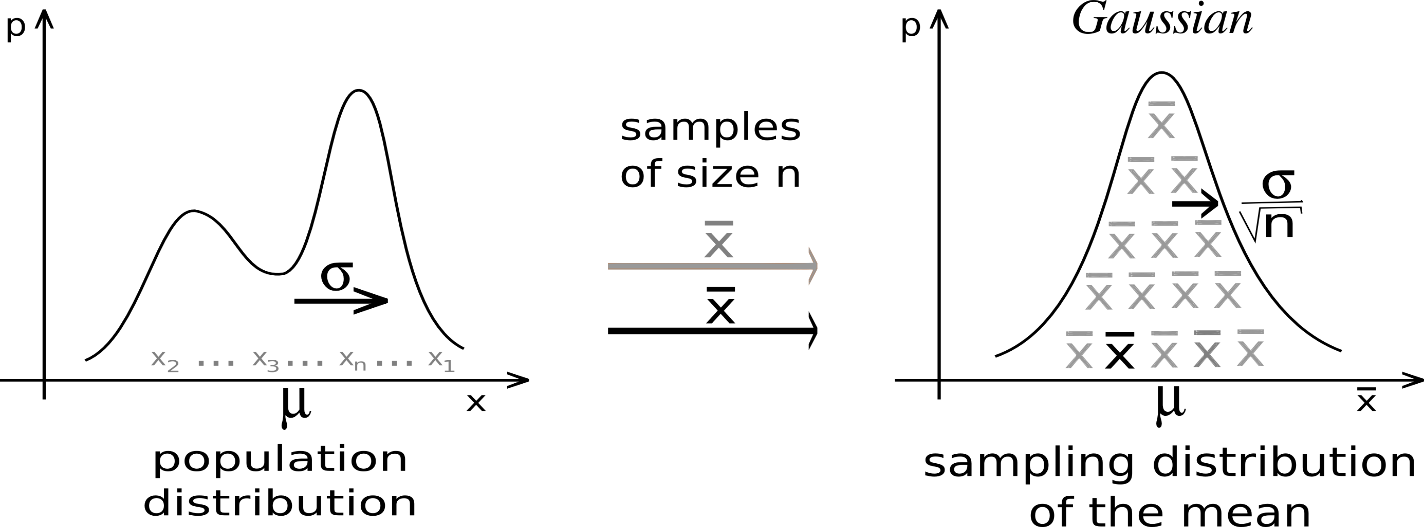 p
σ
x₂ ... x₃ ... xₙ ... x₁
μ
x
population
distribution
samples
of size n
x̄
x̄
Gaussian
p
x̄
x̄ x̄
σ/√n
x̄ x̄ x̄
x̄ x̄ x̄ x̄
x̄ x̄ x̄ x̄ x̄
μ
x̄
sampling distribution
of the mean